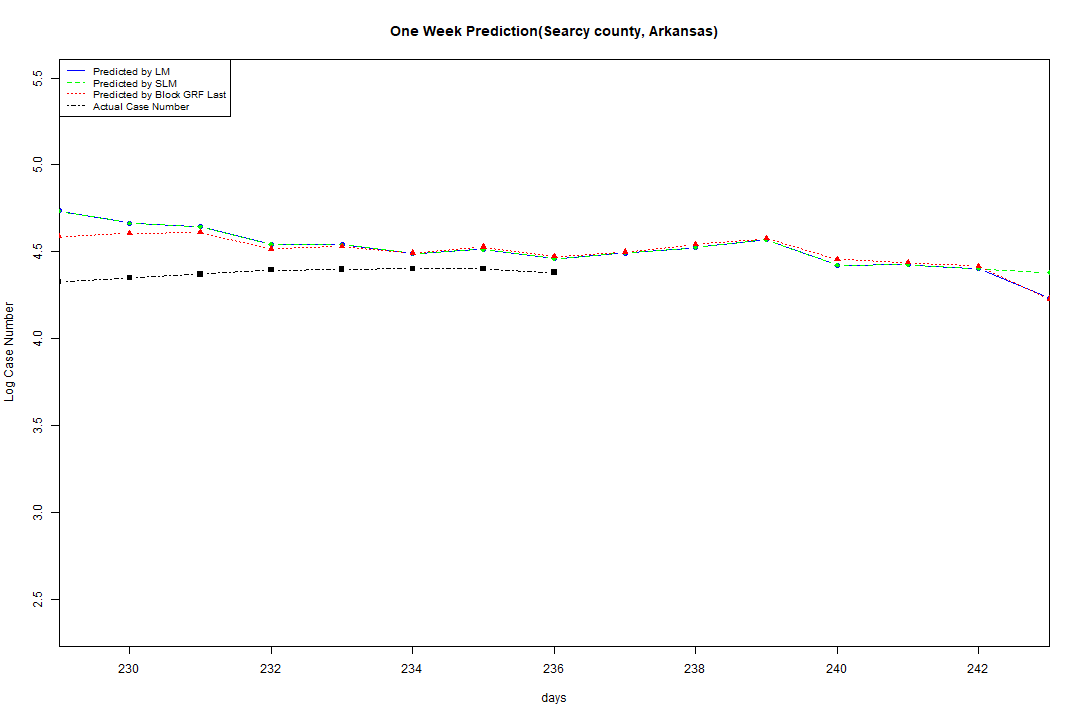 One Week Prediction(Searcy county, Arkansas)
Predicted by LM
Predicted by SLM
Predicted by Block GRF Last
Actual Case Number
5.5
5.0
4.5
4.0
3.5
3.0
2.5
Log Case Number
230 232 234 236 238 240 242
days